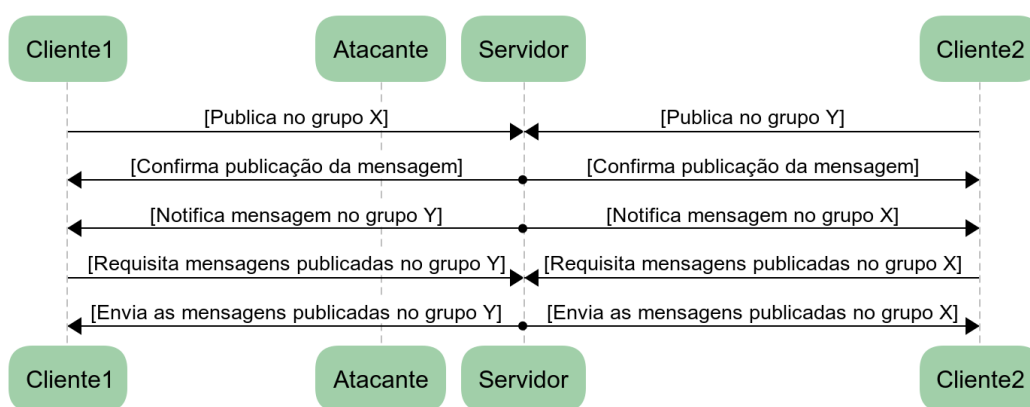 Cliente1 Atacante Servidor Cliente2
[Publica no grupo X] [Publica no grupo Y]
[Confirma publicação da mensagem] [Confirma publicação da mensagem]
[Notifica mensagem no grupo Y] [Notifica mensagem no grupo X]
[Requisita mensagens publicadas no grupo Y] [Requisita mensagens publicadas no grupo X]
[Envia as mensagens publicadas no grupo Y] [Envia as mensagens publicadas no grupo X]
Cliente1 Atacante Servidor Cliente2